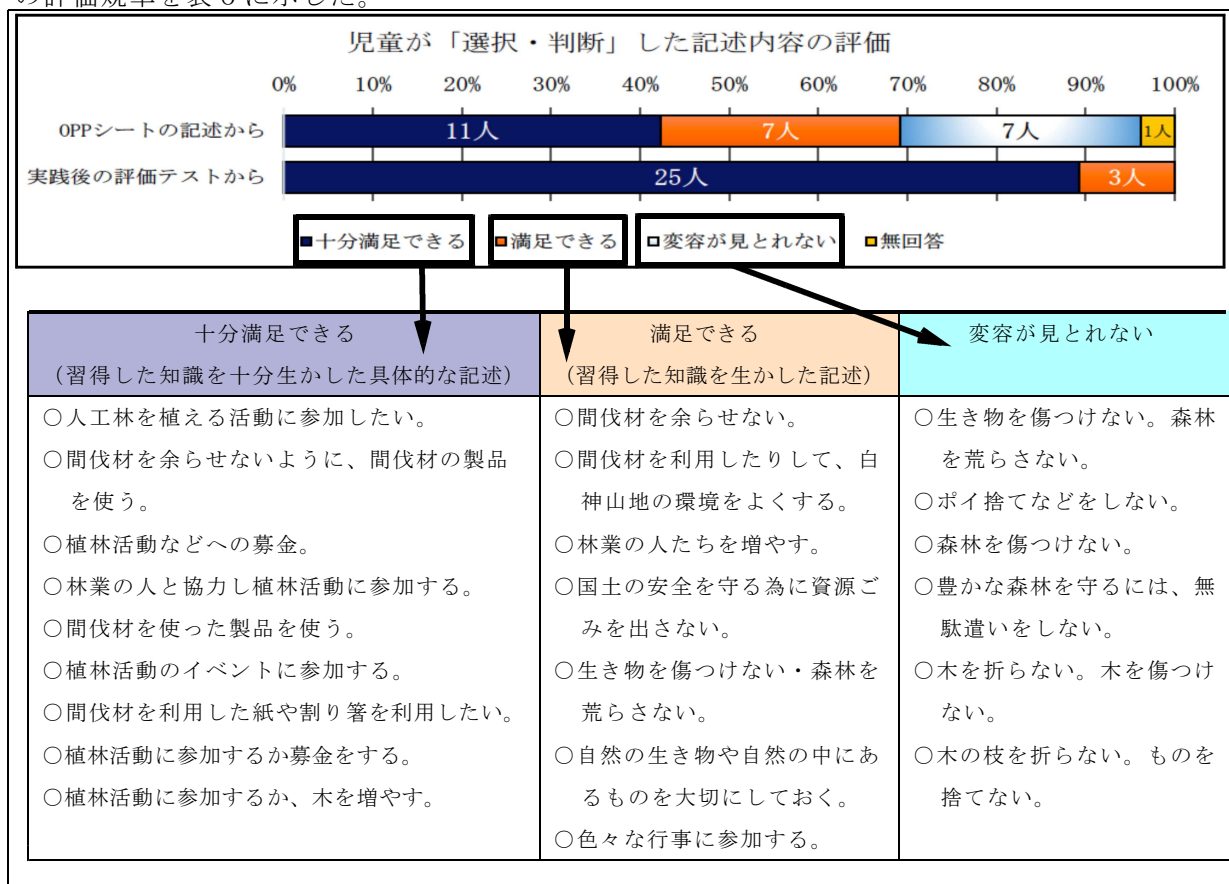 の評価規準を表6に示した。
児童が「選択・判断」した記述内容の評価
0% 10% 20% 30% 40% 50% 60% 70% 80% 90% 100%
OPPシートの記述から 11人 7人 7人 1人
実践後の評価テストから 25人 3人
■十分満足できる ■満足できる □変容が見とれない ■無回答
十分満足できる
(習得した知識を十分生かした具体的な記述)
○人工林を植える活動に参加したい。
○間伐材を余らせないように、間伐材の製品
を使う。
○植林活動などへの募金。
○林業の人と協力し植林活動に参加する。
○間伐材を使った製品を使う。
○植林活動のイベントに参加する。
○間伐材を利用した紙や割り箸を利用したい。
○植林活動に参加するか募金をする。
○植林活動に参加するか、木を増やす。
満足できる
(習得した知識を生かした記述)
○間伐材を余らせない。
○間伐材を利用したりして、白
神山地の環境をよくする。
○林業の人たちを増やす。
○国土の安全を守る為に資源ご
みを出さない。
○生き物を傷つけない・森林を
荒らさない。
○自然の生き物や自然の中にあ
るものを大切にしておく。
○色々な行事に参加する。
変容が見とれない
○生き物を傷つけない。森林
を荒らさない。
○ポイ捨てなどをしない。
○森林を傷つけない。
○豊かな森林を守るには、無
駄遣いをしない。
○木を折らない。木を傷つけ
ない。
○木の枝を折らない。ものを
捨てない。